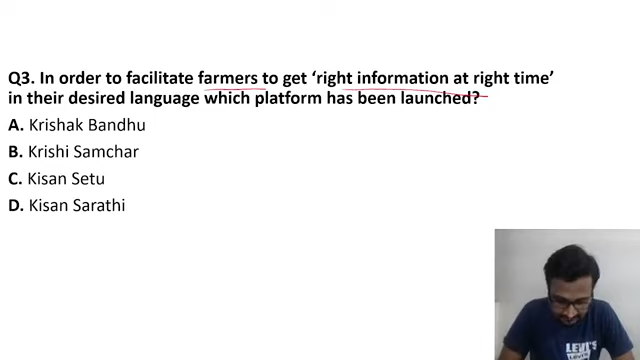 Q3. In order to facilitate farmers to get ‘right information at right time’
in their desired language which platform has been launched?
A. Krishak Bandhu
B. Krishi Samchar
C. Kisan Setu
D. Kisan Sarathi
LEVI'S